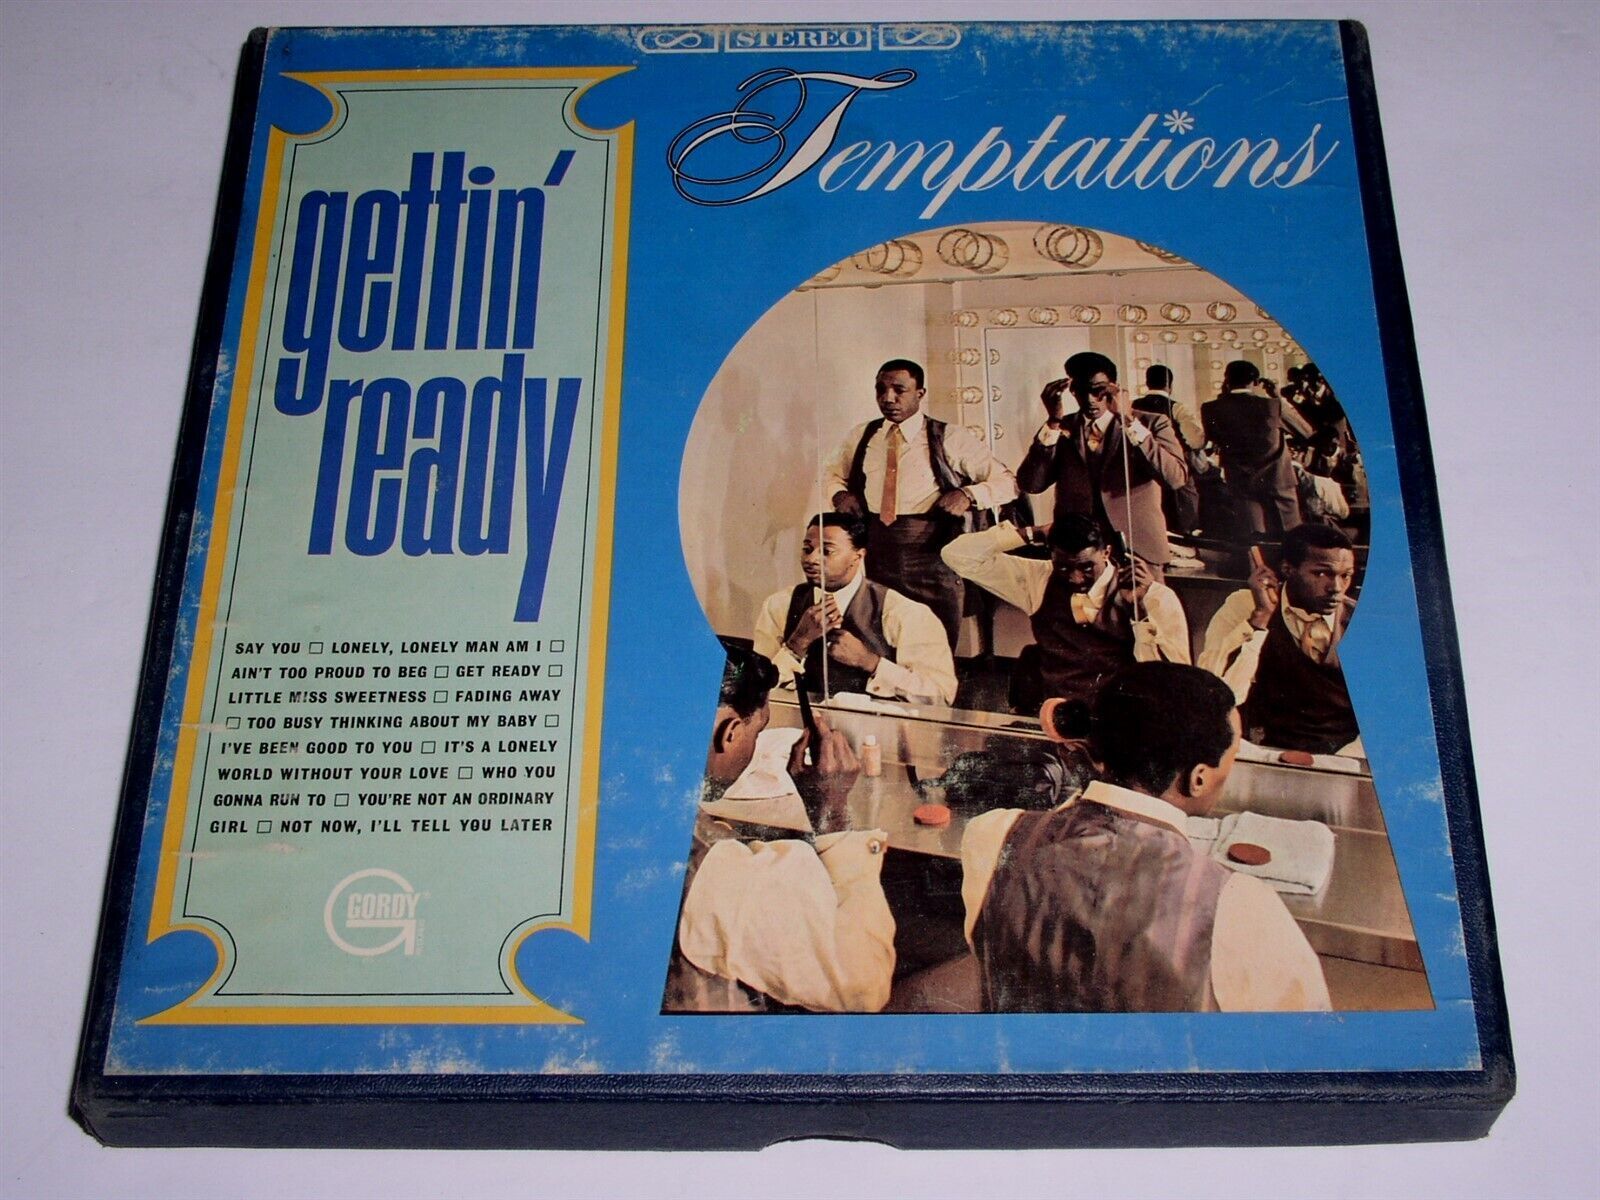 STEREO
Temptations
gettin'
ready
SAY YOU □ LONELY, LONELY MAN AM I □
AIN'T TOO PROUD TO BEG □ GET READY □
LITTLE MISS SWEETNESS □ FADING AWAY
□ TOO BUSY THINKING ABOUT MY BABY □
I'VE BEEN GOOD TO YOU □ IT'S A LONELY
WORLD WITHOUT YOUR LOVE □ WHO YOU
GONNA RUN TO □ YOU'RE NOT AN ORDINARY
GIRL □ NOT NOW, I'LL TELL YOU LATER
GORDY